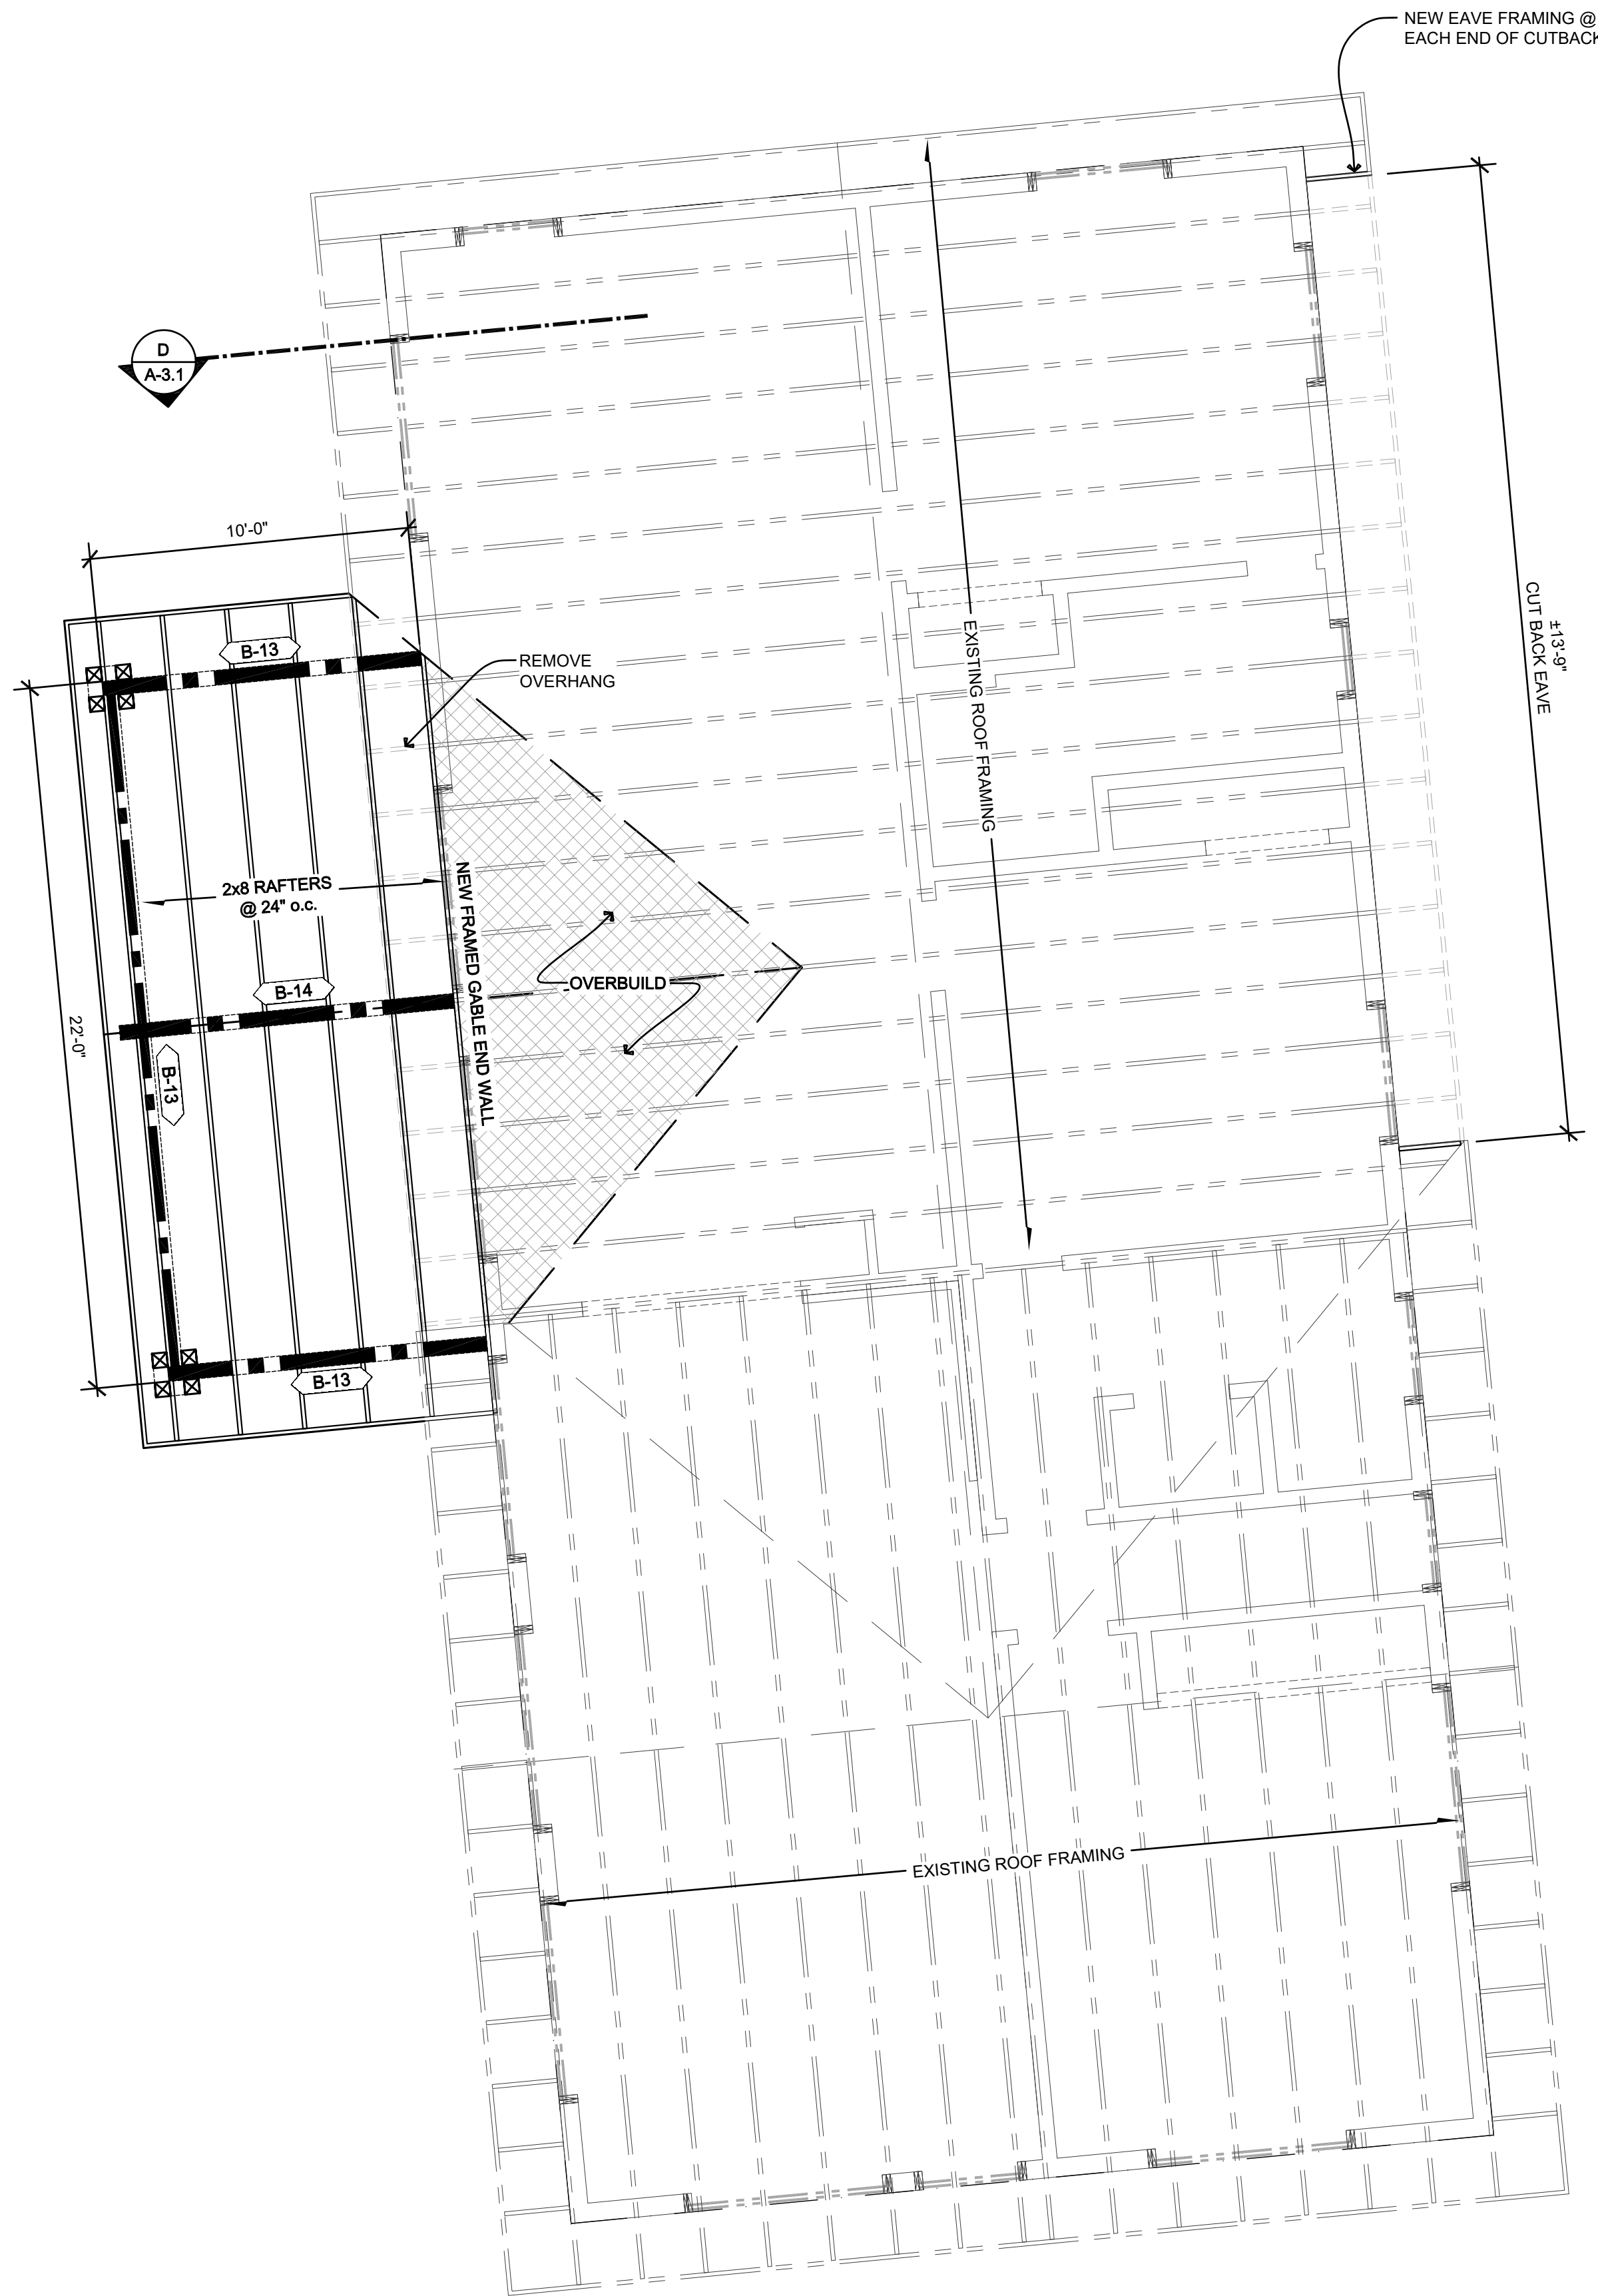 NEW EAVE FRAMING @
EACH END OF CUTBACK
D
A-3.1
10'-0"
B-13
REMOVE
OVERHANG
EXISTING ROOF FRAMING
±13'-9"
CUT BACK EAVE
2x8 RAFTERS
@ 24" o.c.
NEW FRAMED GABLE END WALL
OVERBUILD
B-14
22'-0"
B-13
B-13
EXISTING ROOF FRAMING